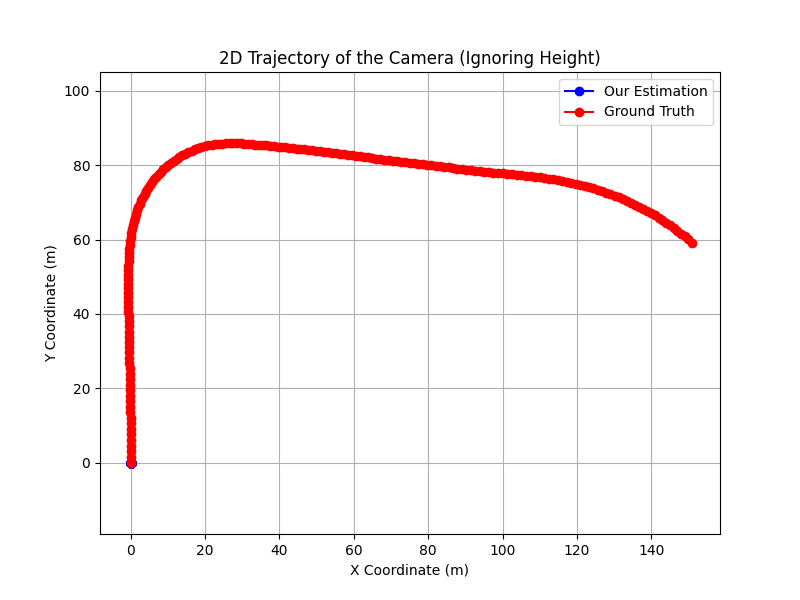 2D Trajectory of the Camera (Ignoring Height)
Our Estimation
Ground Truth
100
80
60
40
20
0
Y Coordinate (m)
0 20 40 60 80 100 120 140
X Coordinate (m)